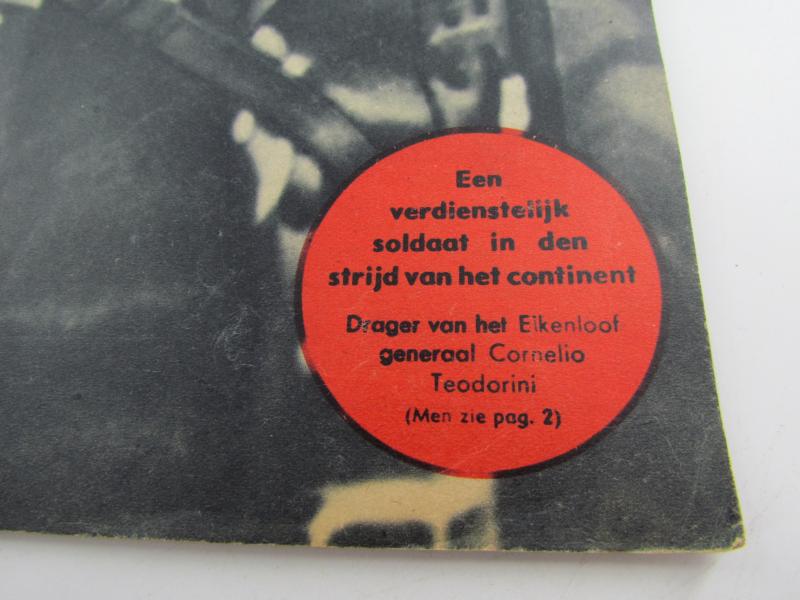 Een
verdienstelijk
soldaat in den
strijd van het continent
Drager van het Eikenloof
generaal Cornelio
Teodorini
(Men zie pag. 2)